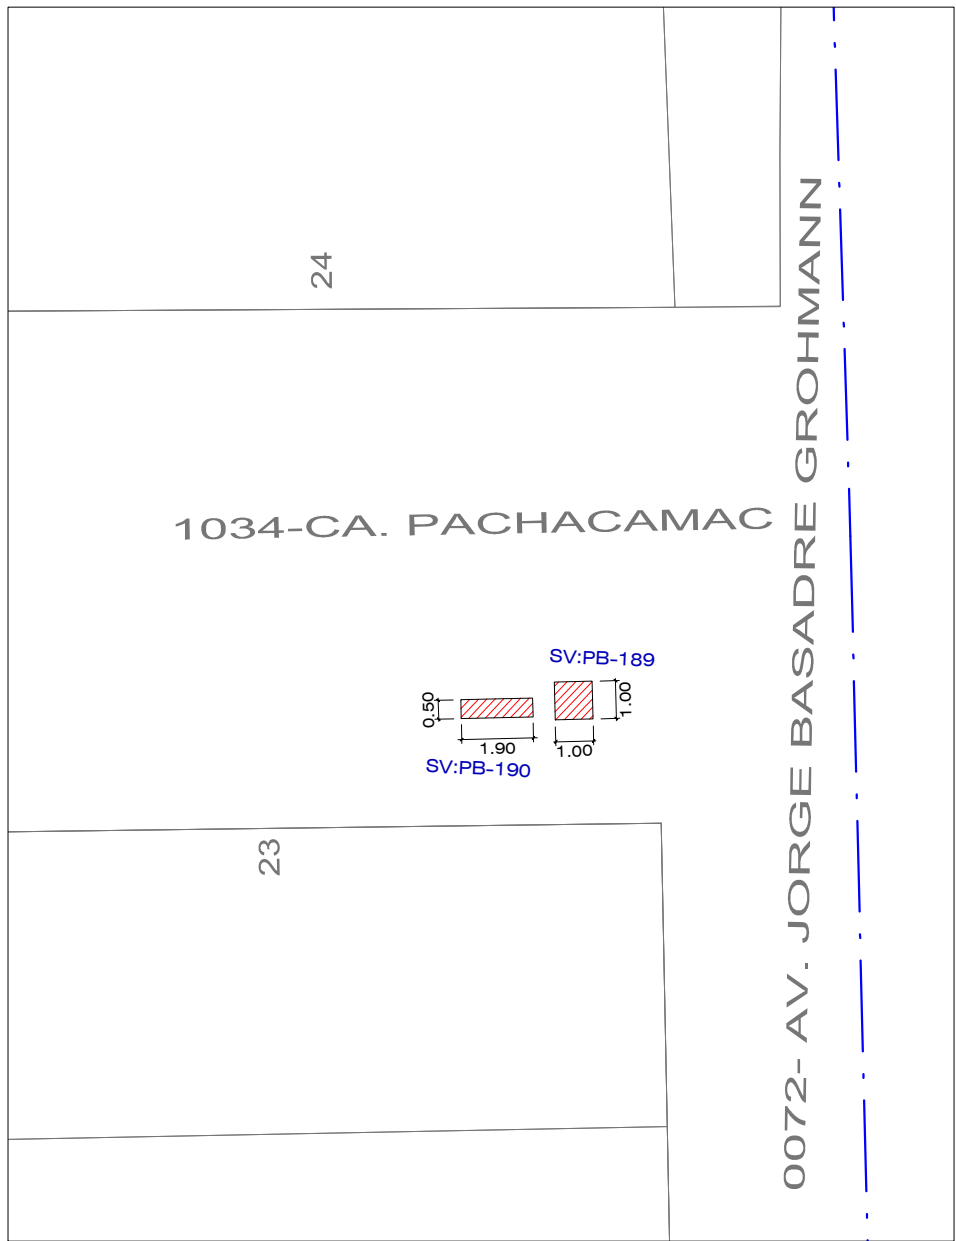 24
0072- AV. JORGE BASADRE GROHMANN
1034-CA. PACHACAMAC
SV:PB-189
0.50
1.00
1.90
1.00
SV:PB-190
23